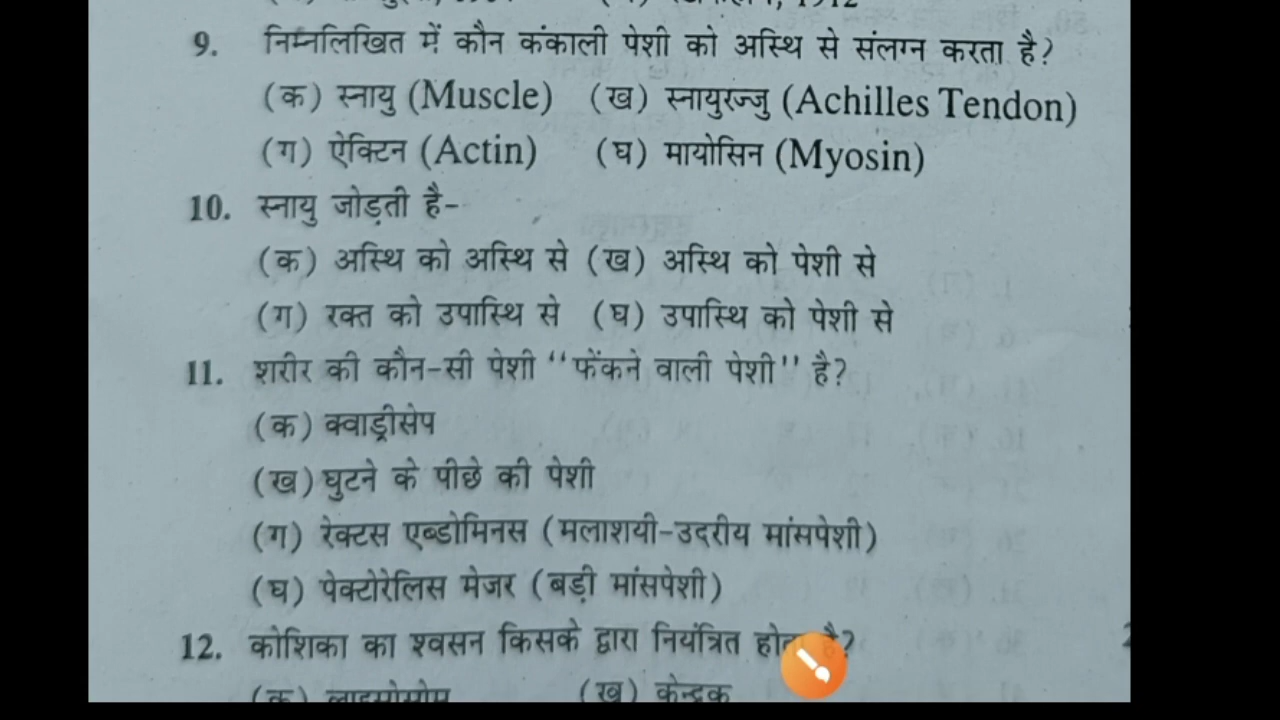 9. निम्नलिखित में कौन कंकाली पेशी को अस्थि से संलग्न करता है?
(क) स्नायु (Muscle) (ख) स्नायुरज्जु (Achilles Tendon)
(ग) ऐक्टिन (Actin) (घ) मायोसिन (Myosin)
10. स्नायु जोड़ती है-
(क) अस्थि को अस्थि से (ख) अस्थि को पेशी से
(ग) रक्त को उपास्थि से (घ) उपास्थि को पेशी से
11. शरीर की कौन-सी पेशी "फेंकने वाली पेशी" है?
(क) क्वाड्रीसेप
(ख) घुटने के पीछे की पेशी
(ग) रेक्टस एब्डोमिनस (मलाशयी-उदरीय मांसपेशी)
(घ) पेक्टोरेलिस मेजर (बड़ी मांसपेशी)
12. कोशिका का श्वसन किसके द्वारा नियंत्रित होता है?
(क) लाइसोसोम (ख) केन्द्रक